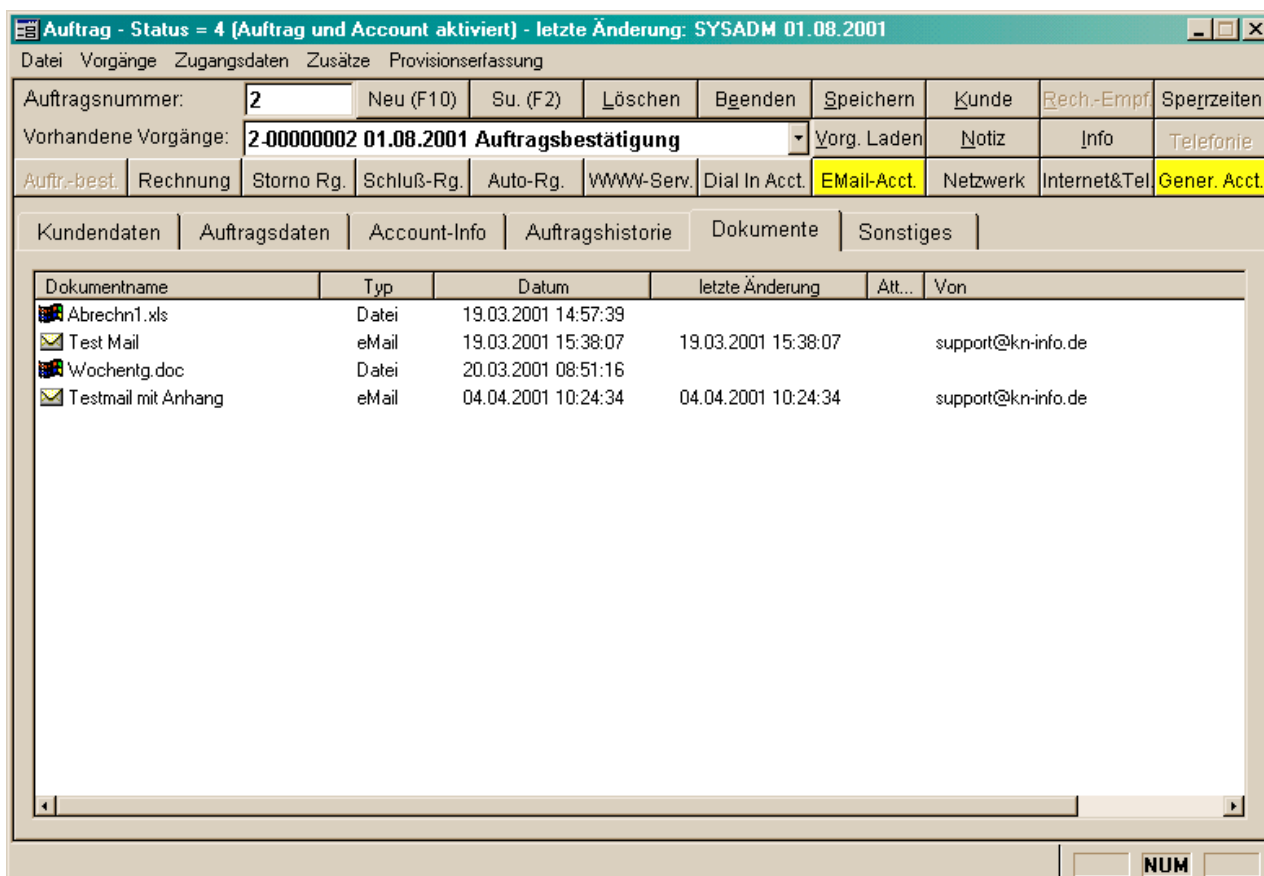 Auftrag - Status = 4 (Auftrag und Account aktiviert) - letzte Änderung: SYSADM 01.08.2001
Datei Vorgänge Zugangsdaten Zusätze Provisionserfassung
Auftragsnummer: 2 Neu (F10) Su. (F2) Löschen Beenden Speichern Kunde Rech.-Empf. Sperrzeiten
Vorhandene Vorgänge: 2-00000002 01.08.2001 Auftragsbestätigung Vorg. Laden Notiz Info Telefonie
Auftr.-best. Rechnung Storno Rg. Schluß-Rg. Auto-Rg. WWW-Serv. Dial In Acct. EMail-Acct. Netzwerk Internet&Tel. Gener. Acct.
Kundendaten Auftragsdaten Account-Info Auftragshistorie Dokumente Sonstiges
Dokumentname Typ Datum letzte Änderung Att... Von
Abrechn1.xls Datei 19.03.2001 14:57:39
Test Mail eMail 19.03.2001 15:38:07 19.03.2001 15:38:07 support@kn-info.de
Wochentg.doc Datei 20.03.2001 08:51:16
Testmail mit Anhang eMail 04.04.2001 10:24:34 04.04.2001 10:24:34 support@kn-info.de
NUM